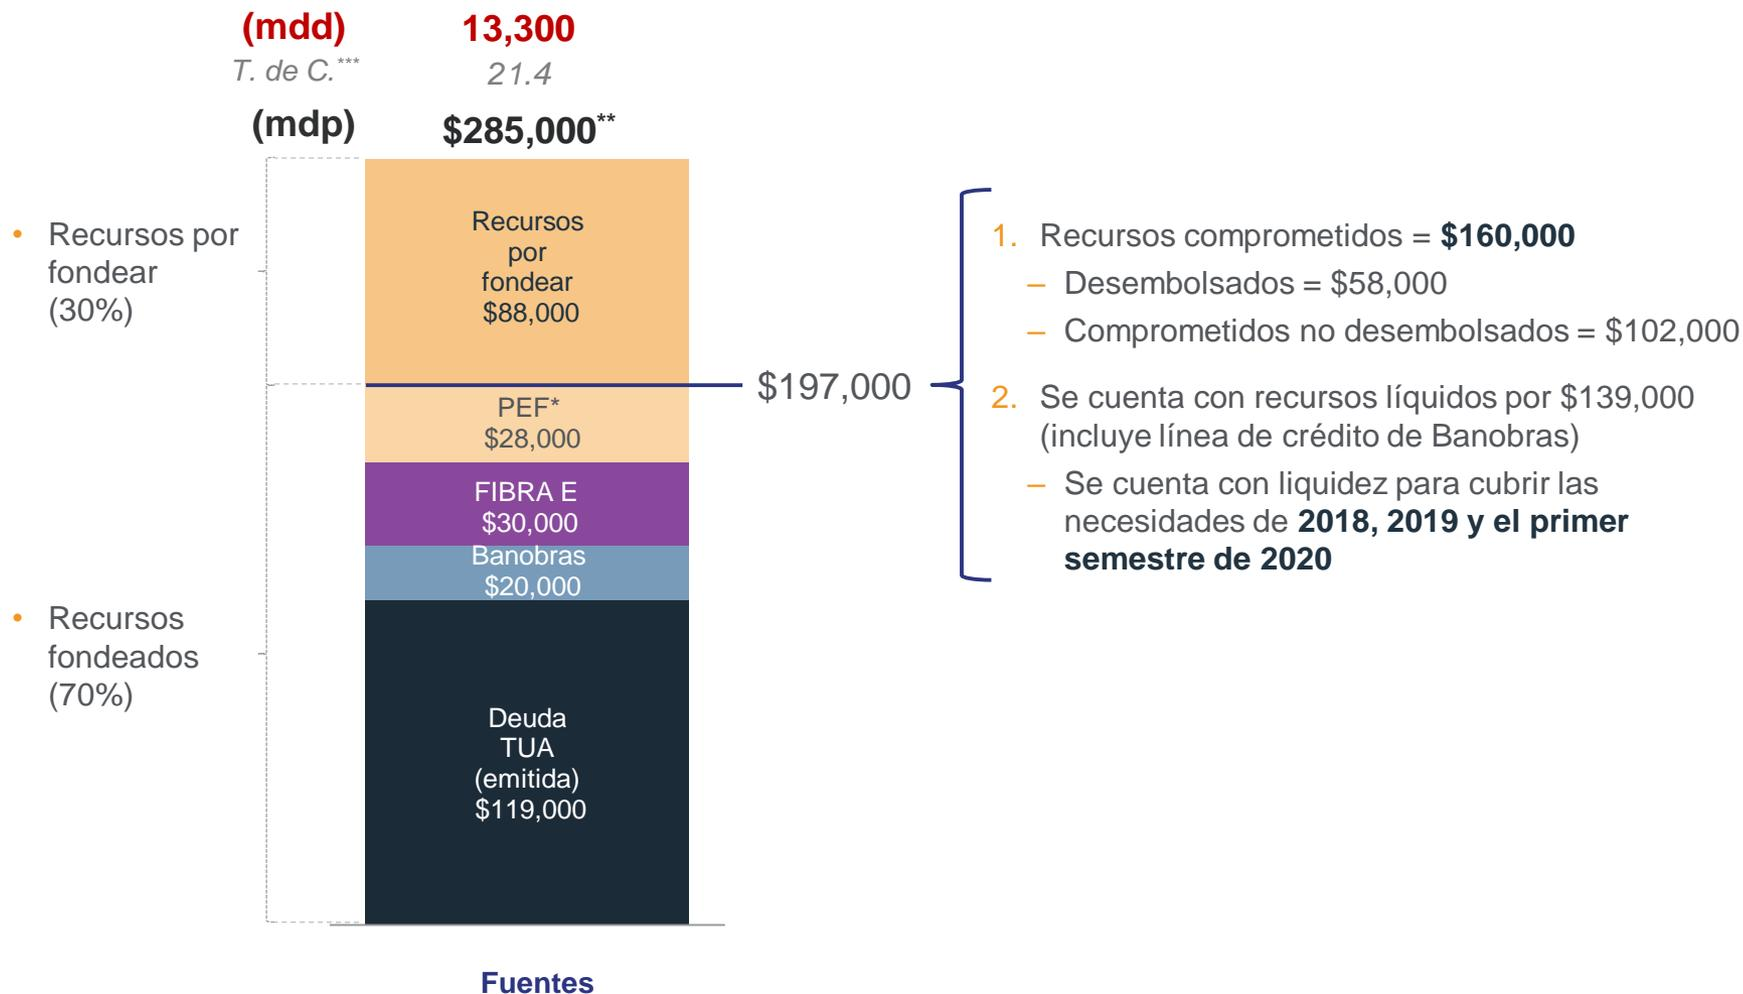 (mdd) 13,300
T. de C.*** 21.4
(mdp) $285,000**
• Recursos por
fondear
(30%)
Recursos
por
fondear
$88,000
PEF*
$28,000
FIBRA E
$30,000
Banobras
$20,000
• Recursos
fondeados
(70%)
Deuda
TUA
(emitida)
$119,000
Fuentes
$197,000
1. Recursos comprometidos = $160,000
– Desembolsados = $58,000
– Comprometidos no desembolsados = $102,000
2. Se cuenta con recursos líquidos por $139,000
(incluye línea de crédito de Banobras)
– Se cuenta con liquidez para cubrir las
necesidades de 2018, 2019 y el primer
semestre de 2020